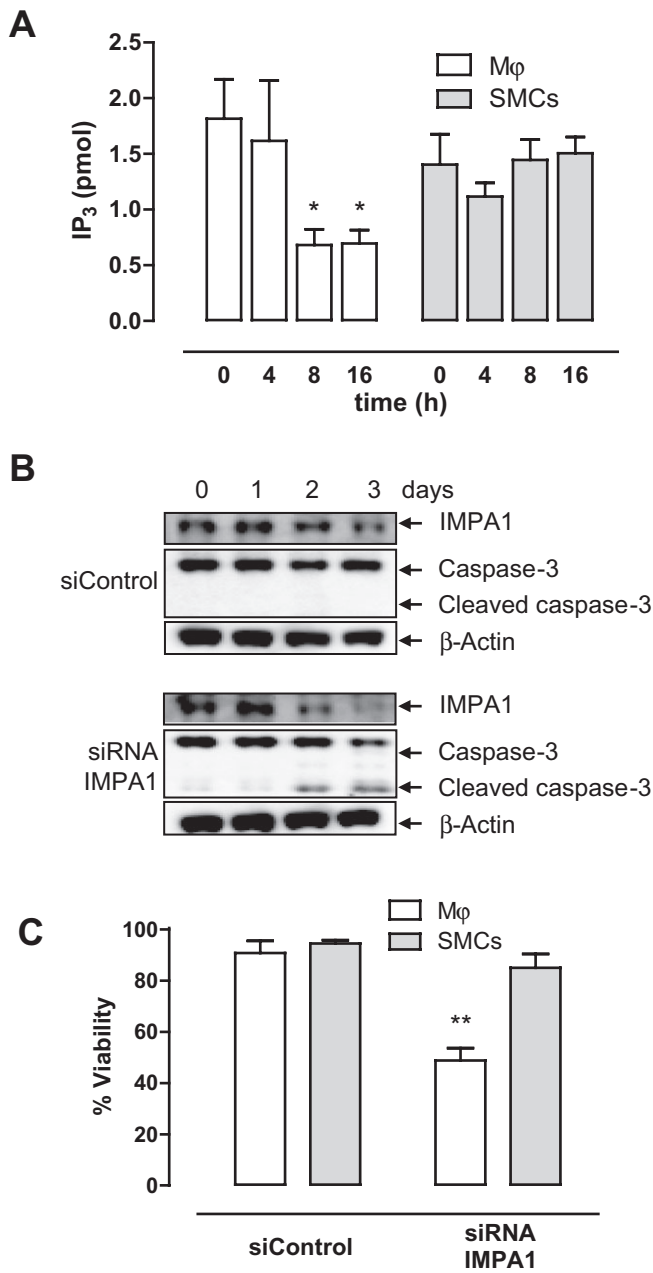 A
2.5
2.0
1.5
1.0
0.5
0.0
IP3 (pmol)
Mφ
SMCs
* *
0 4 8 16 0 4 8 16
time (h)
B
0 1 2 3 days
siControl
IMPA1
Caspase-3
Cleaved caspase-3
β-Actin
siRNA
IMPA1
IMPA1
Caspase-3
Cleaved caspase-3
β-Actin
C
100
80
60
40
20
0
% Viability
Mφ
SMCs
**
siControl
siRNA
IMPA1